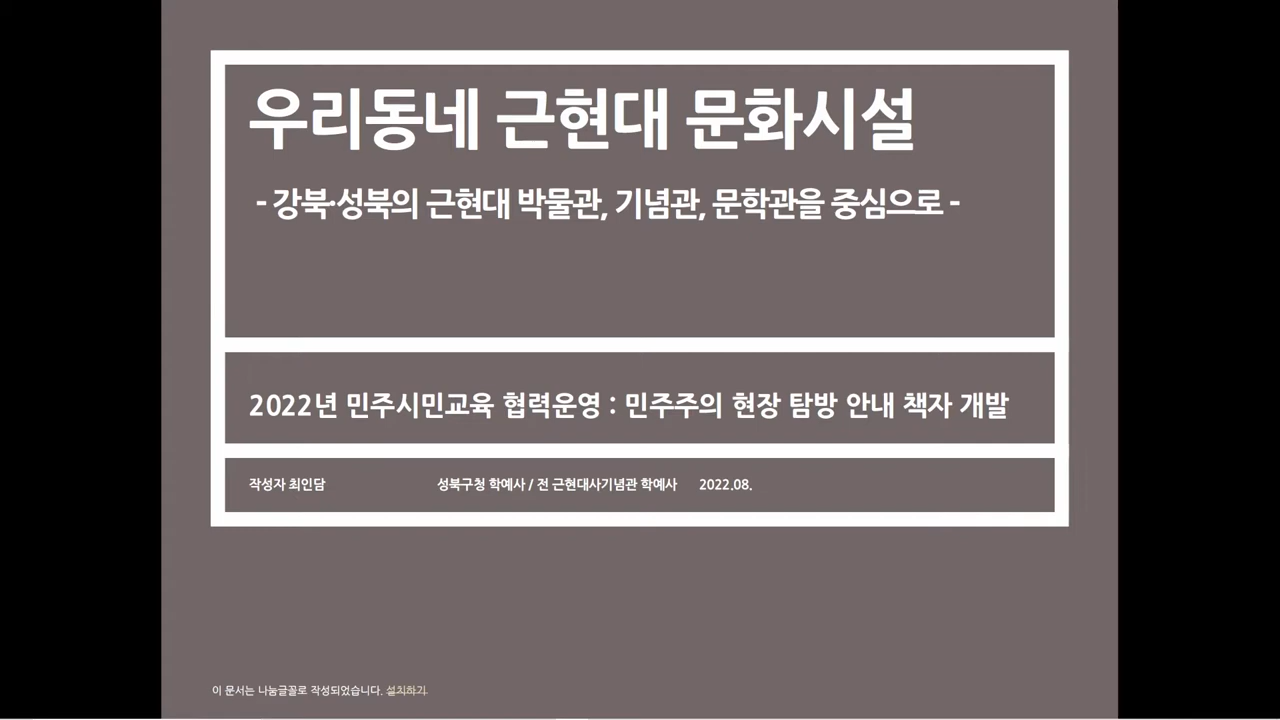 우리동네 근현대 문화시설
- 강북·성북의 근현대 박물관, 기념관, 문학관을 중심으로 -
2022년 민주시민교육 협력운영 : 민주주의 현장 탐방 안내 책자 개발
작성자 최인담 성북구청 학예사 / 전 근현대사기념관 학예사 2022.08.
이 문서는 나눔글꼴로 작성되었습니다. 설치하기